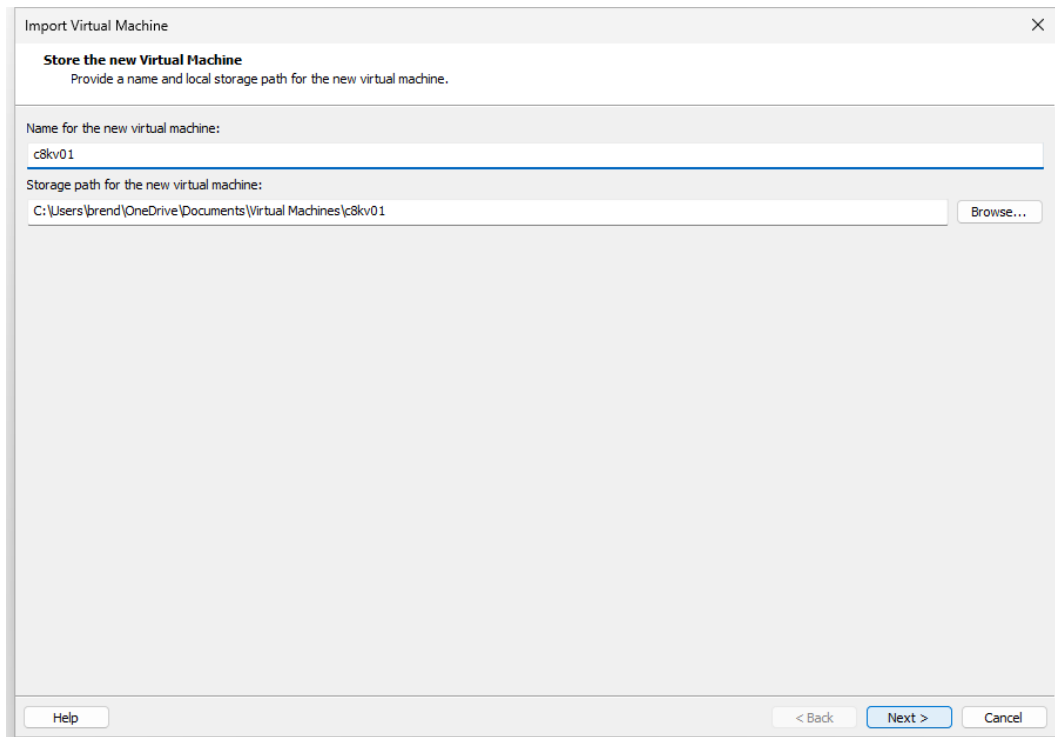 Import Virtual Machine
Store the new Virtual Machine
Provide a name and local storage path for the new virtual machine.
Name for the new virtual machine:
c8kv01
Storage path for the new virtual machine:
C:\Users\brend\OneDrive\Documents\Virtual Machines\c8kv01
Browse...
Help
< Back
Next >
Cancel